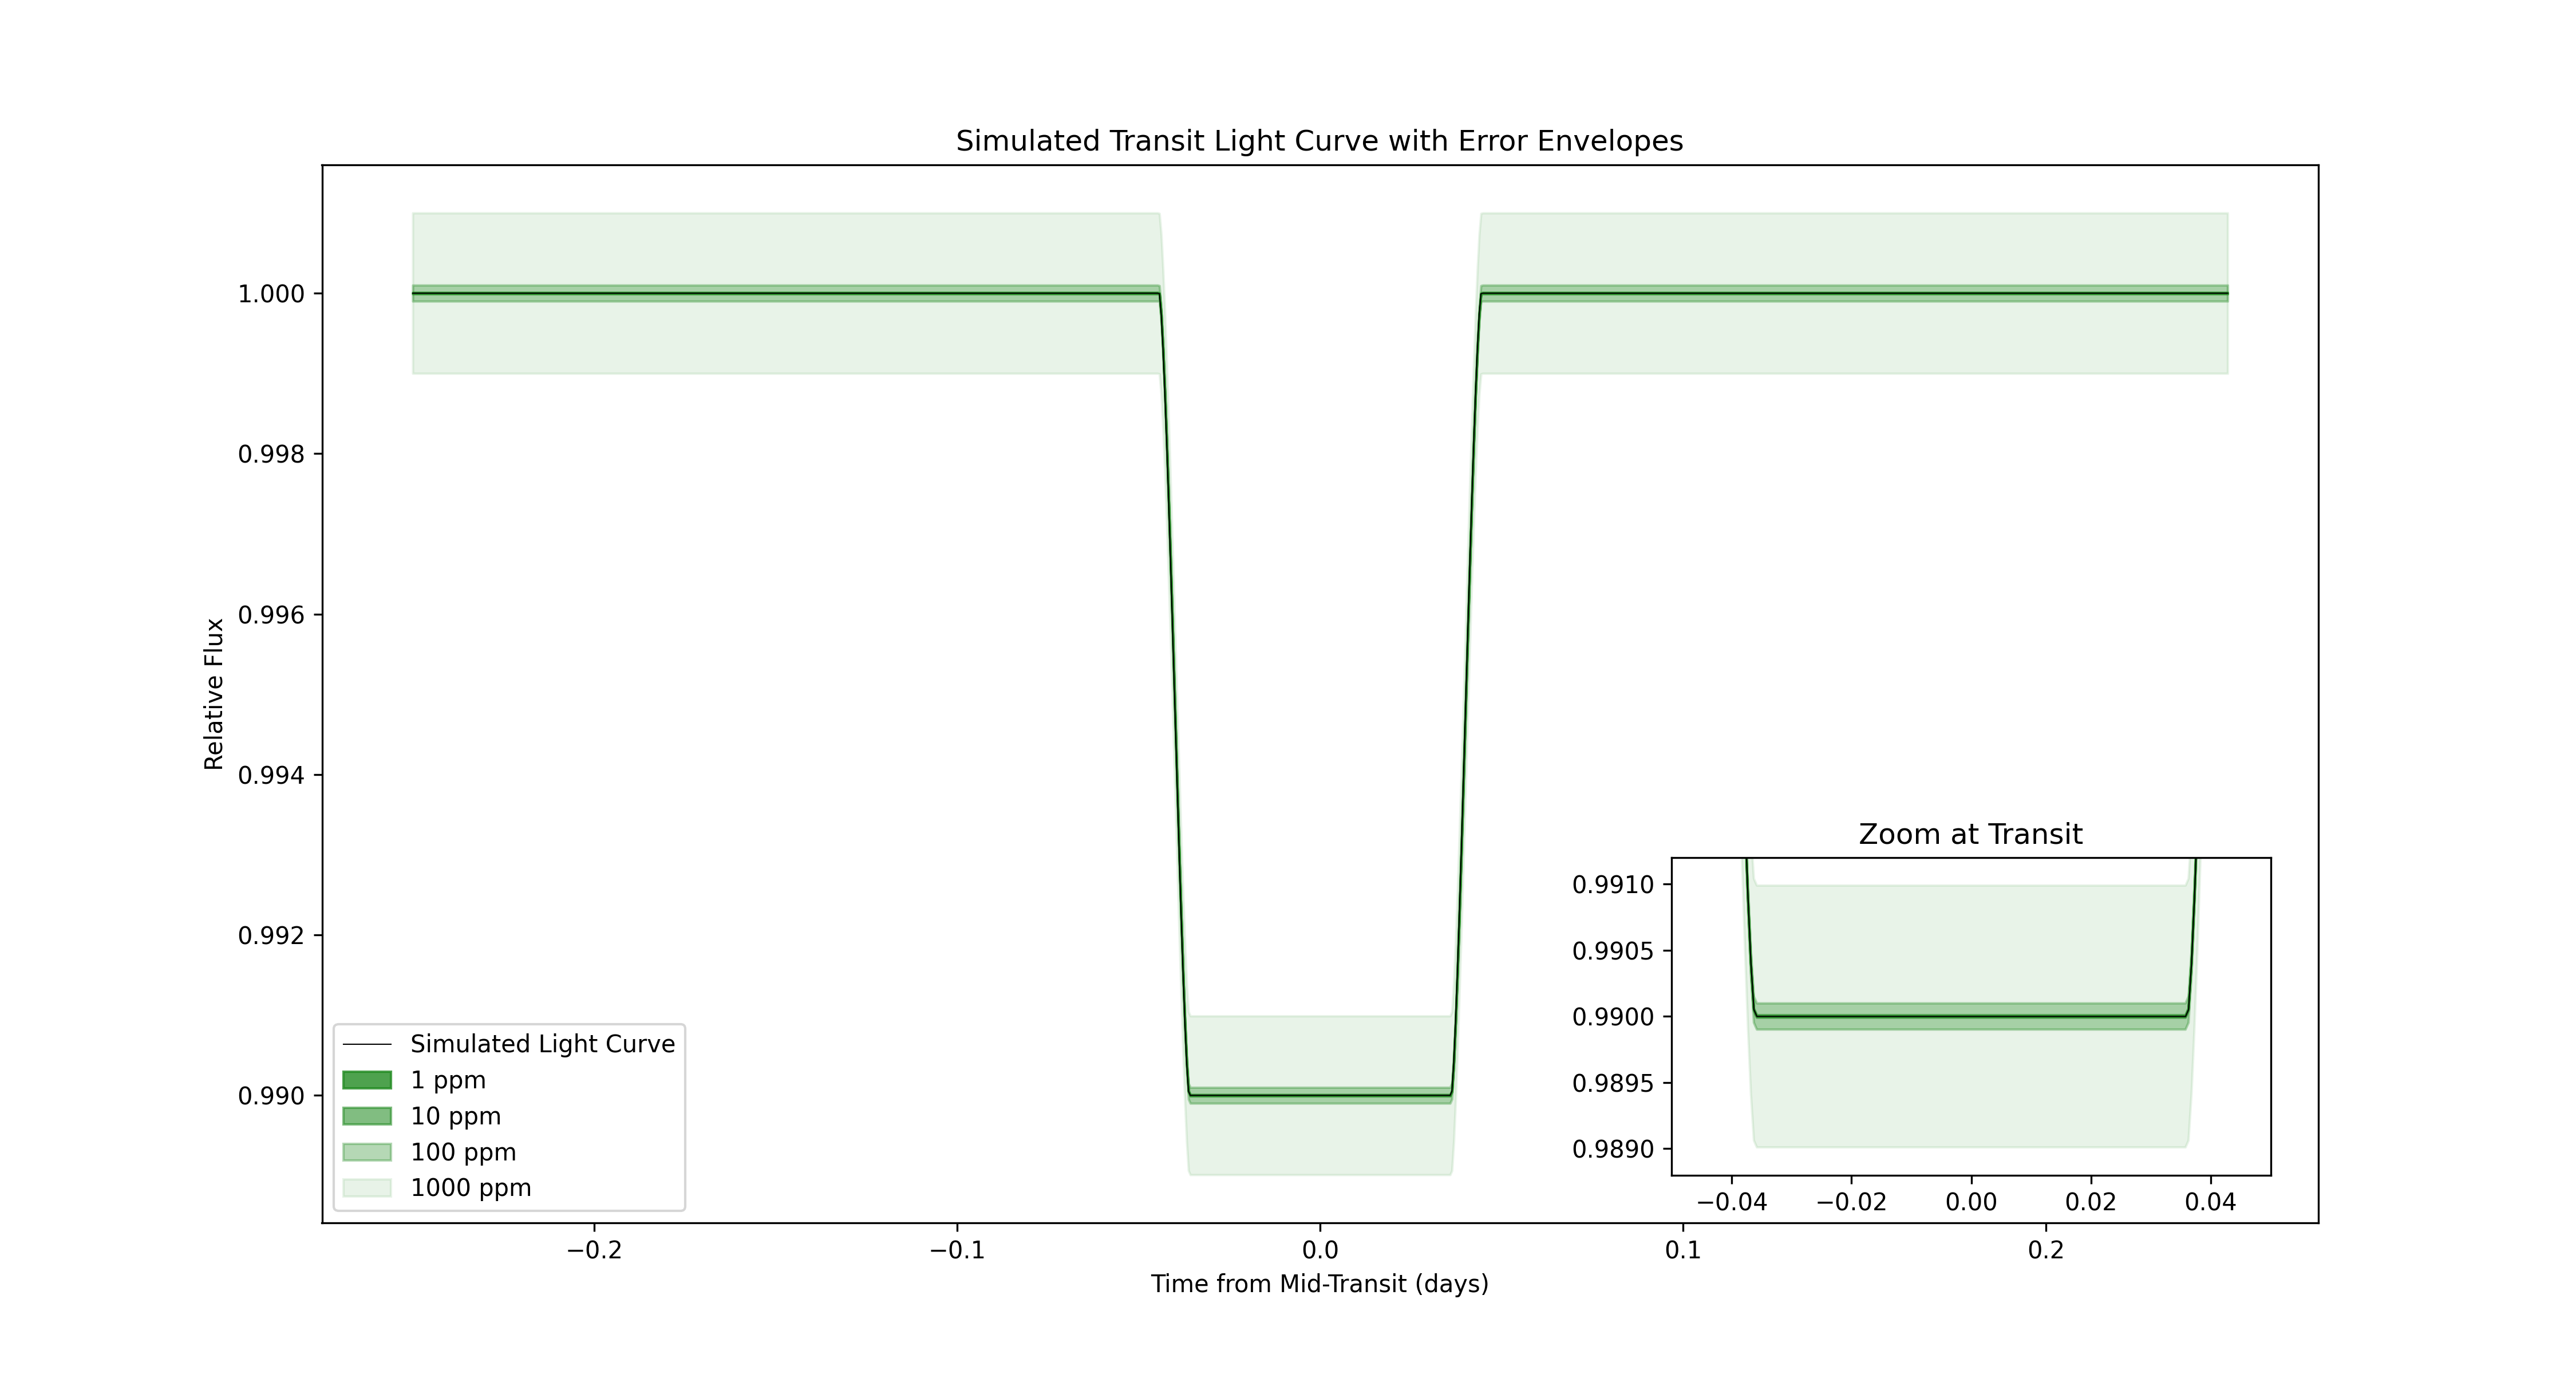 Simulated Transit Light Curve with Error Envelopes
Relative Flux
1.000
0.998
0.996
0.994
0.992
0.990
Simulated Light Curve
1 ppm
10 ppm
100 ppm
1000 ppm
Zoom at Transit
0.9910
0.9905
0.9900
0.9895
0.9890
−0.04 −0.02 0.00 0.02 0.04
−0.2 −0.1 0.0 0.1 0.2
Time from Mid-Transit (days)